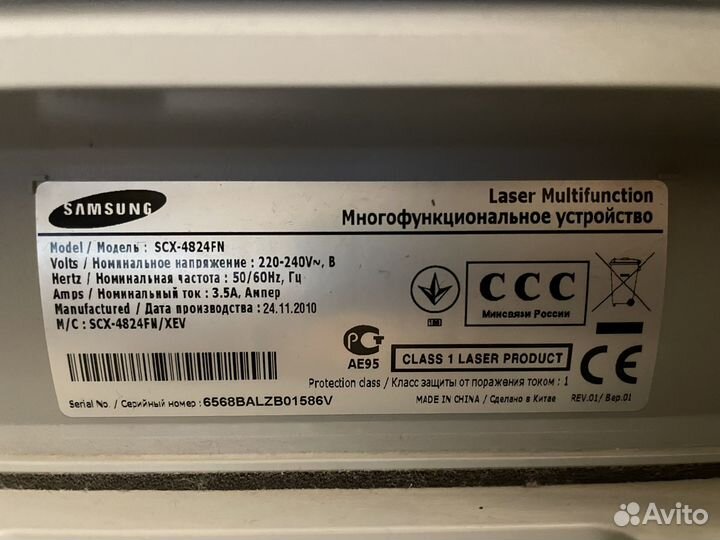 SAMSUNG
Laser Multifunction
Многофункциональное устройство
Model / Модель : SCX-4824FN
Volts / Номинальное напряжение : 220-240V~, В
Hertz / Номинальная частота : 50/60Hz, Гц
Amps / Номинальный ток : 3.5A, Ампер
Manufactured / Дата производства : 24.11.2010
M/C : SCX-4824FN/XEV
ССС
Минсвязи России
РСТ
АЕ95
CLASS 1 LASER PRODUCT
CE
Protection class / Класс защиты от поражения током : 1
Serial No. / Серийный номер : 6568BALZB01586V
MADE IN CHINA / Сделано в Китае
REV.01/ Вер.01
Avito